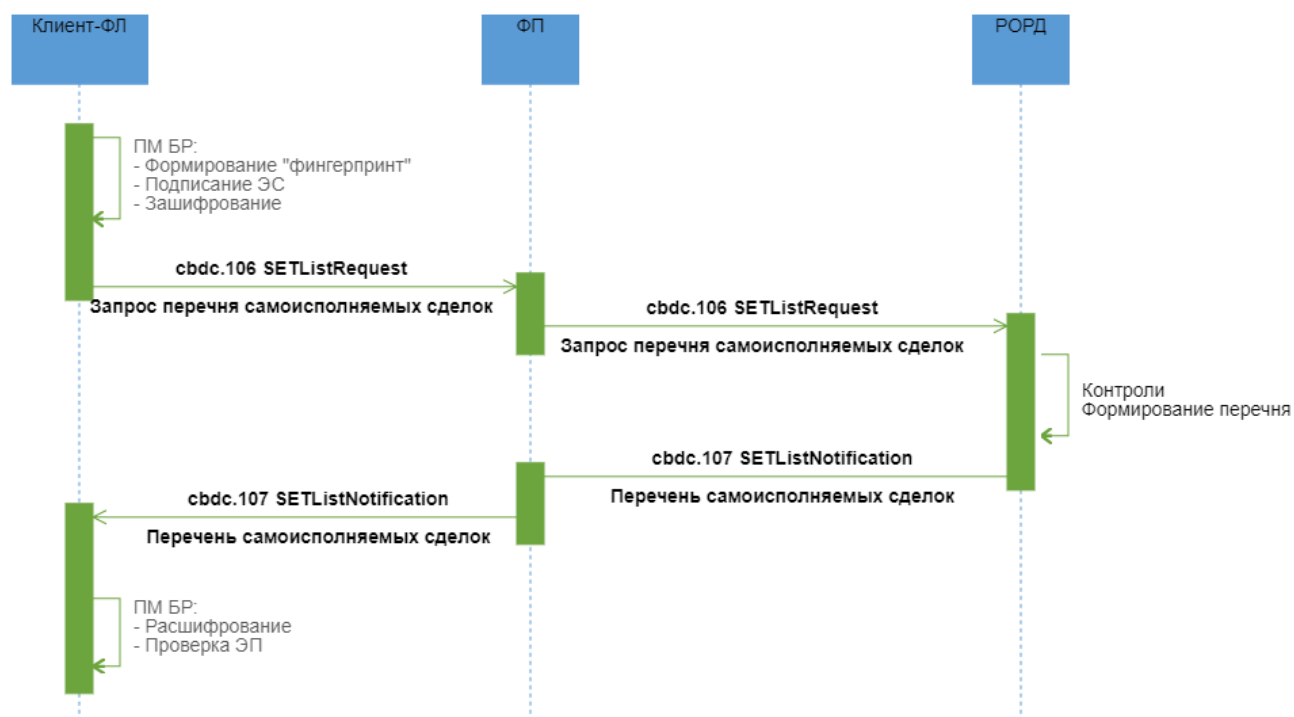 Клиент-ФЛ
ФП
РОРД
ПМ БР:
- Формирование "фингерпринт"
- Подписание ЭС
- Зашифрование
cbdc.106 SETListRequest
Запрос перечня самоисполняемых сделок
cbdc.106 SETListRequest
Запрос перечня самоисполняемых сделок
Контроли
Формирование перечня
cbdc.107 SETListNotification
Перечень самоисполняемых сделок
cbdc.107 SETListNotification
Перечень самоисполняемых сделок
ПМ БР:
- Расшифрование
- Проверка ЭП